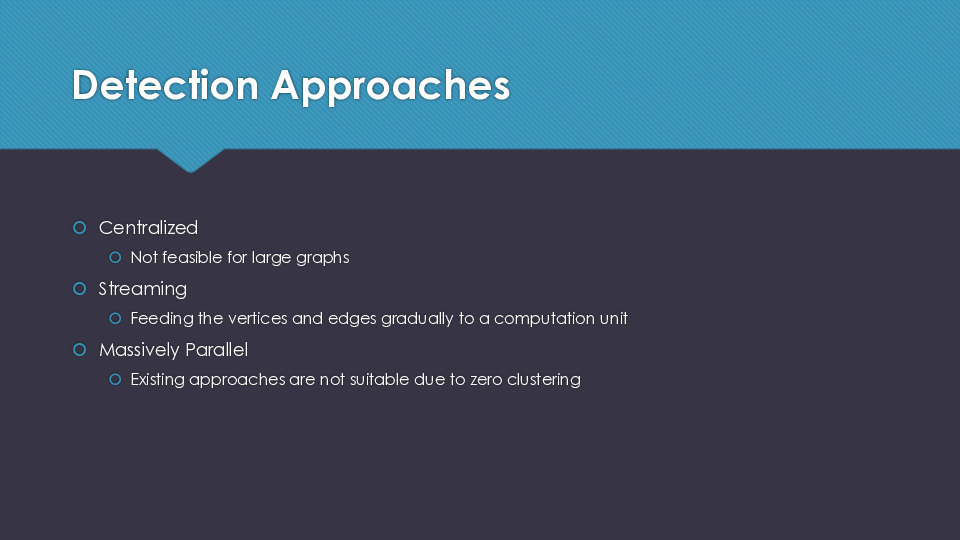 Detection Approaches
Centralized
Not feasible for large graphs
Streaming
Feeding the vertices and edges gradually to a computation unit
Massively Parallel
Existing approaches are not suitable due to zero clustering